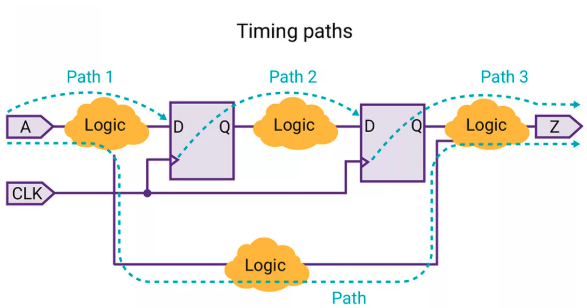 Timing paths
Path 1
Path 2
Path 3
A
Logic
D
Q
Logic
D
Q
Logic
Z
CLK
Logic
Path